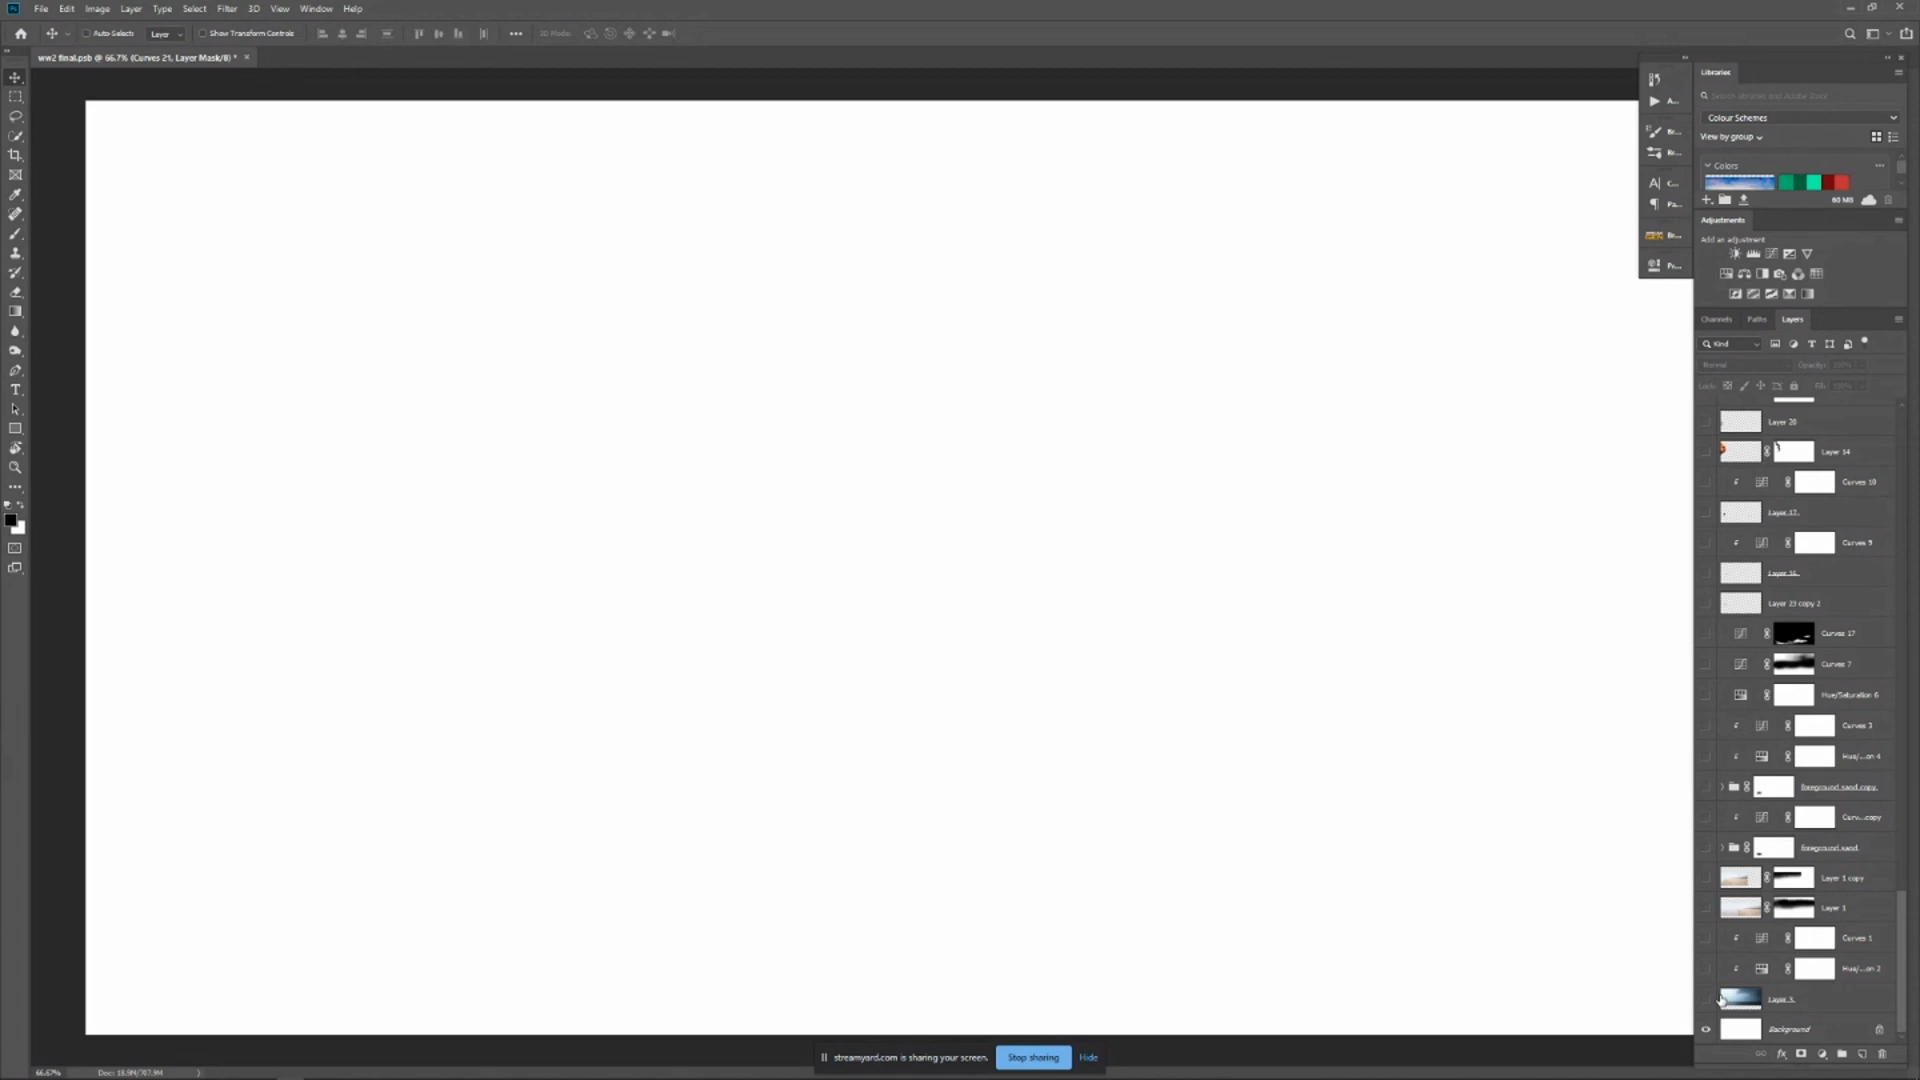 File Edit Image Layer Type Select Filter 3D View Window Help
Auto-Select: Layer Show Transform Controls 3D Mode:
ww2 final.psb @ 66.7% (Curves 21, Layer Mask/8) *
Libraries
Search libraries and Adobe Stock
Colour Schemes
View by group
Colors
60 MB
Adjustments
Add an adjustment
Channels Paths Layers
Kind
Normal Opacity: 100%
Lock: Fill: 100%
Layer 20
Layer 14
Curves 10
Layer 17
Curves 9
Layer 16
Layer 23 copy 2
Curves 17
Curves 7
Hue/Saturation 6
Curves 3
Hue/...on 4
foreground sand copy
Curv...copy
foreground sand
Layer 1 copy
Layer 1
Curves 1
Hue/...on 2
Layer 3
Background
streamyard.com is sharing your screen. Stop sharing Hide
66.67% Doc: 18.9M/707.9M